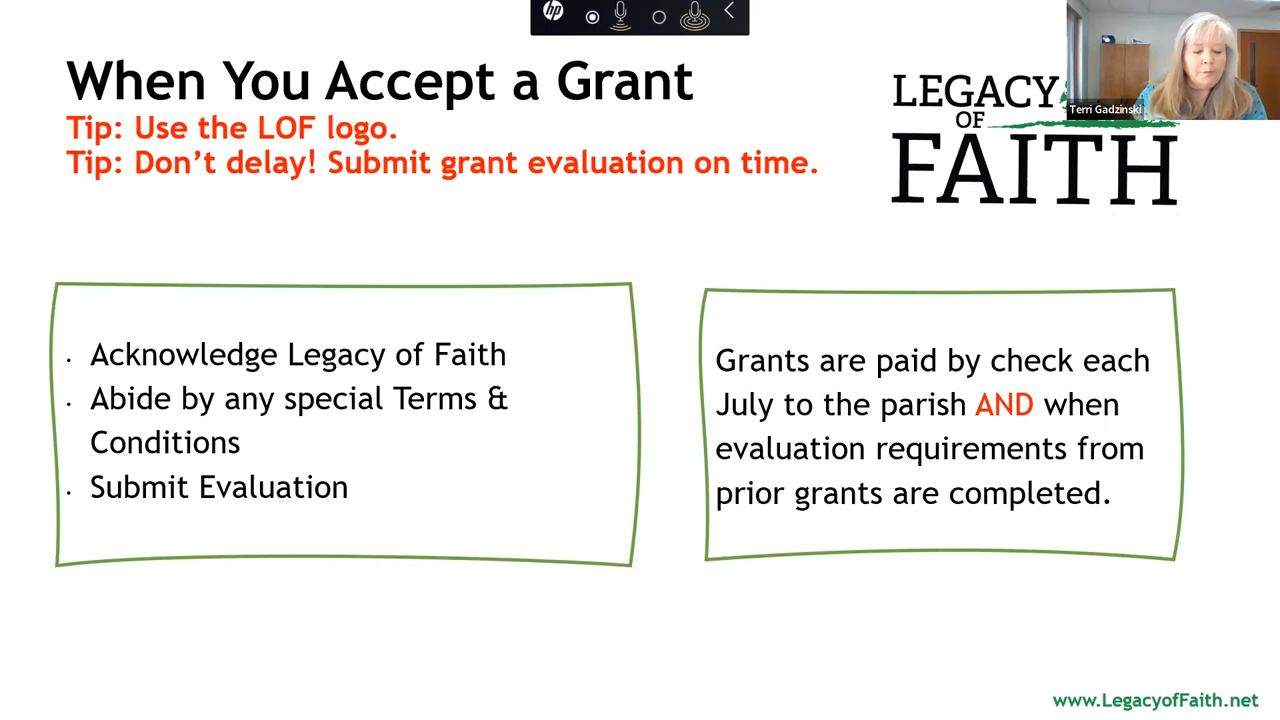 hp
When You Accept a Grant
Tip: Use the LOF logo.
Tip: Don’t delay! Submit grant evaluation on time.
LEGACY
OF
FAITH
Terri Gadzinski
• Acknowledge Legacy of Faith
• Abide by any special Terms &
Conditions
• Submit Evaluation
Grants are paid by check each
July to the parish AND when
evaluation requirements from
prior grants are completed.
www.LegacyofFaith.net